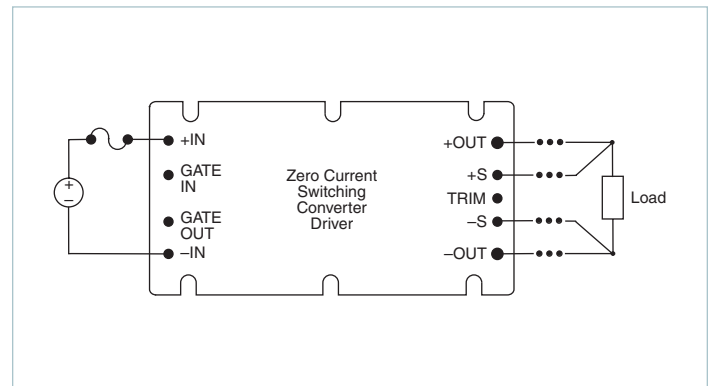 +IN
GATE
IN
GATE
OUT
–IN
+
–
Zero Current
Switching
Converter
Driver
+OUT
+S
TRIM
–S
–OUT
Load